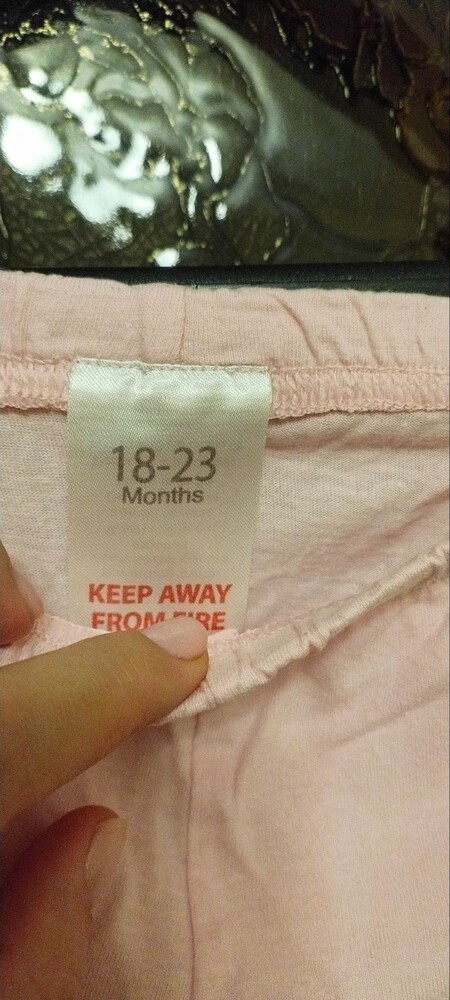 18-23
Months
KEEP AWAY
FROM FIRE